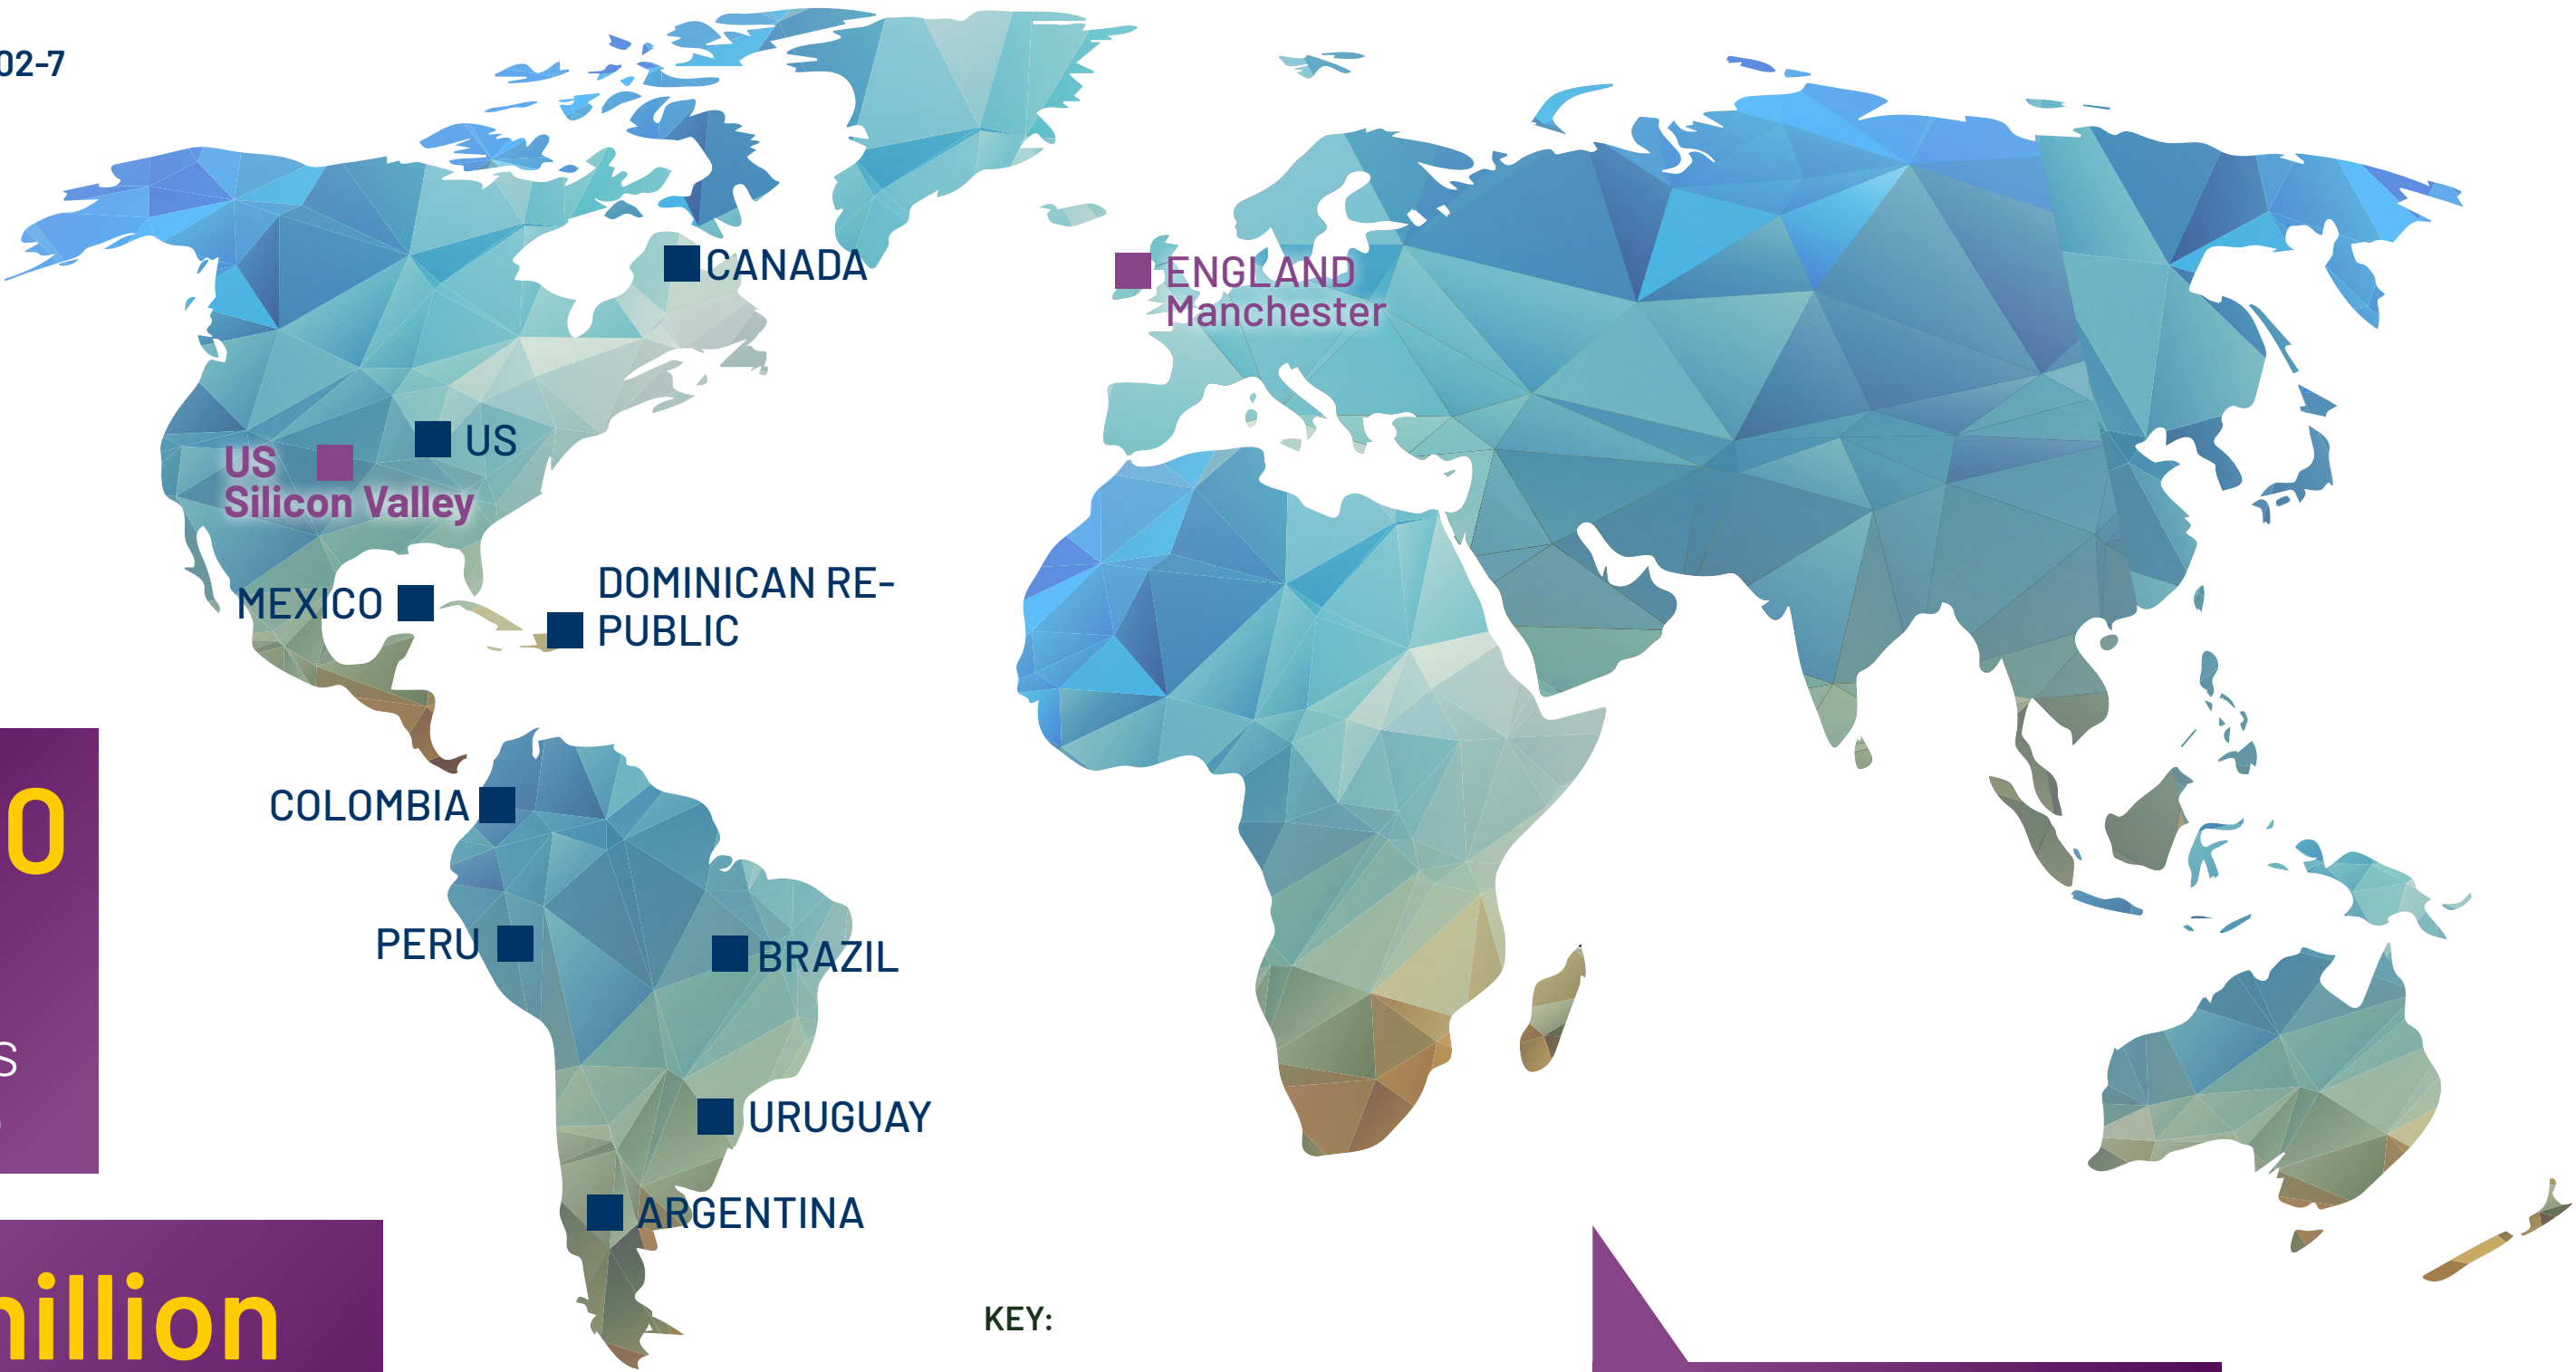 02-7
CANADA
ENGLAND
Manchester
US
US
Silicon Valley
MEXICO
DOMINICAN RE-
PUBLIC
COLOMBIA
0
PERU
BRAZIL
s
URUGUAY
ARGENTINA
nillion
KEY: